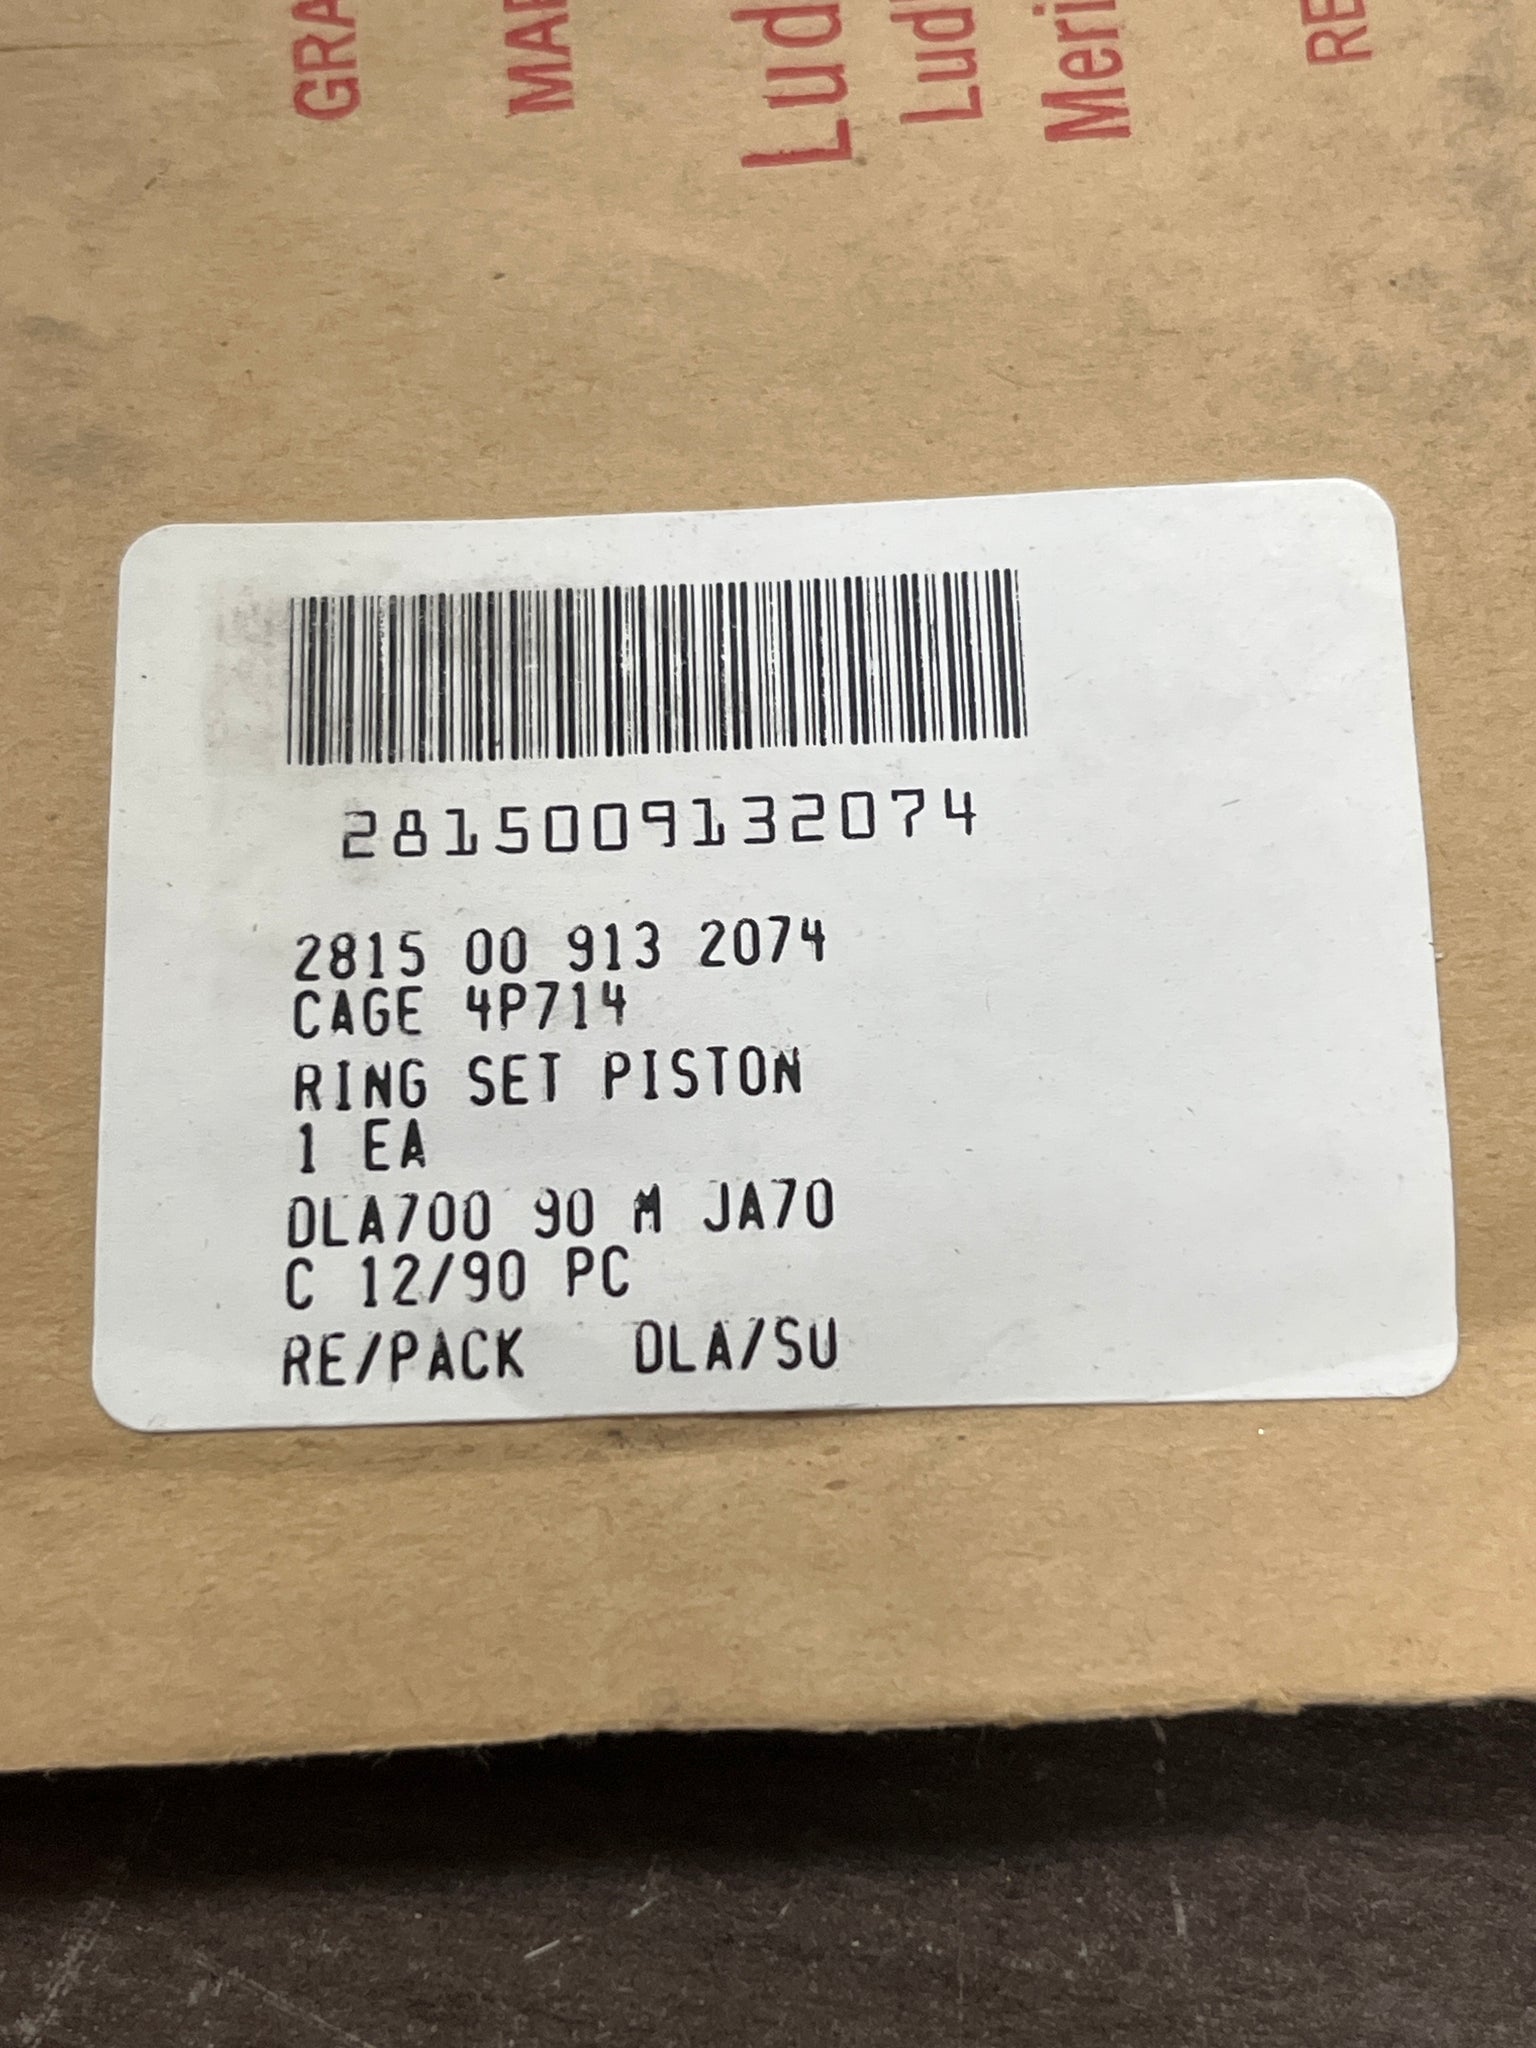 GRA
MAR
Lud
Lud
Meri
RE
2815009132074
2815 00 913 2074
CAGE 4P714
RING SET PISTON
1 EA
DLA700 90 M JA70
C 12/90 PC
RE/PACK DLA/SU